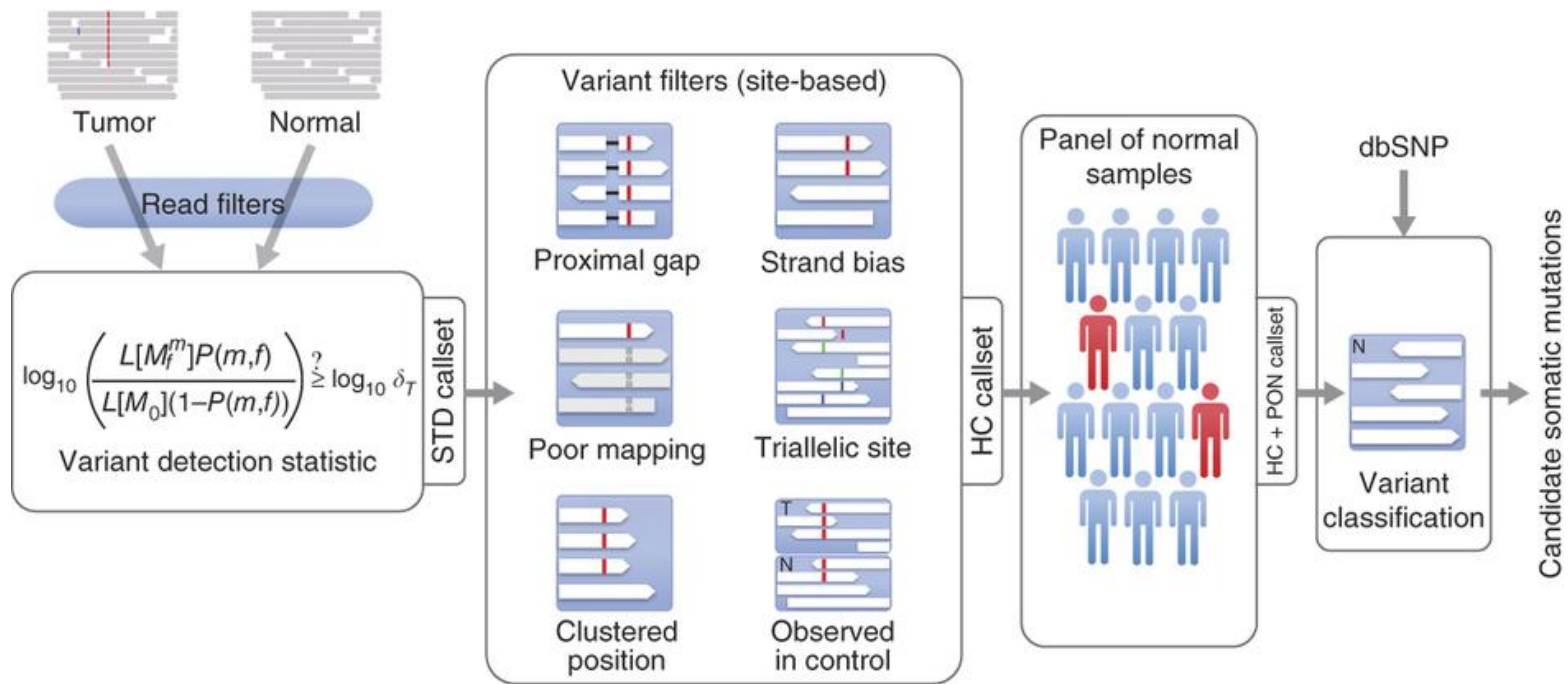 Tumor
Normal
Read filters
log10 (L[M_f^m]P(m,f) / L[M_0](1–P(m,f))) ≥? log10 δ_T
Variant detection statistic
STD callset
Variant filters (site-based)
Proximal gap
Strand bias
Poor mapping
Triallelic site
T
N
Clustered
position
Observed
in control
HC callset
Panel of normal
samples
HC + PON callset
dbSNP
N
Variant
classification
Candidate somatic mutations